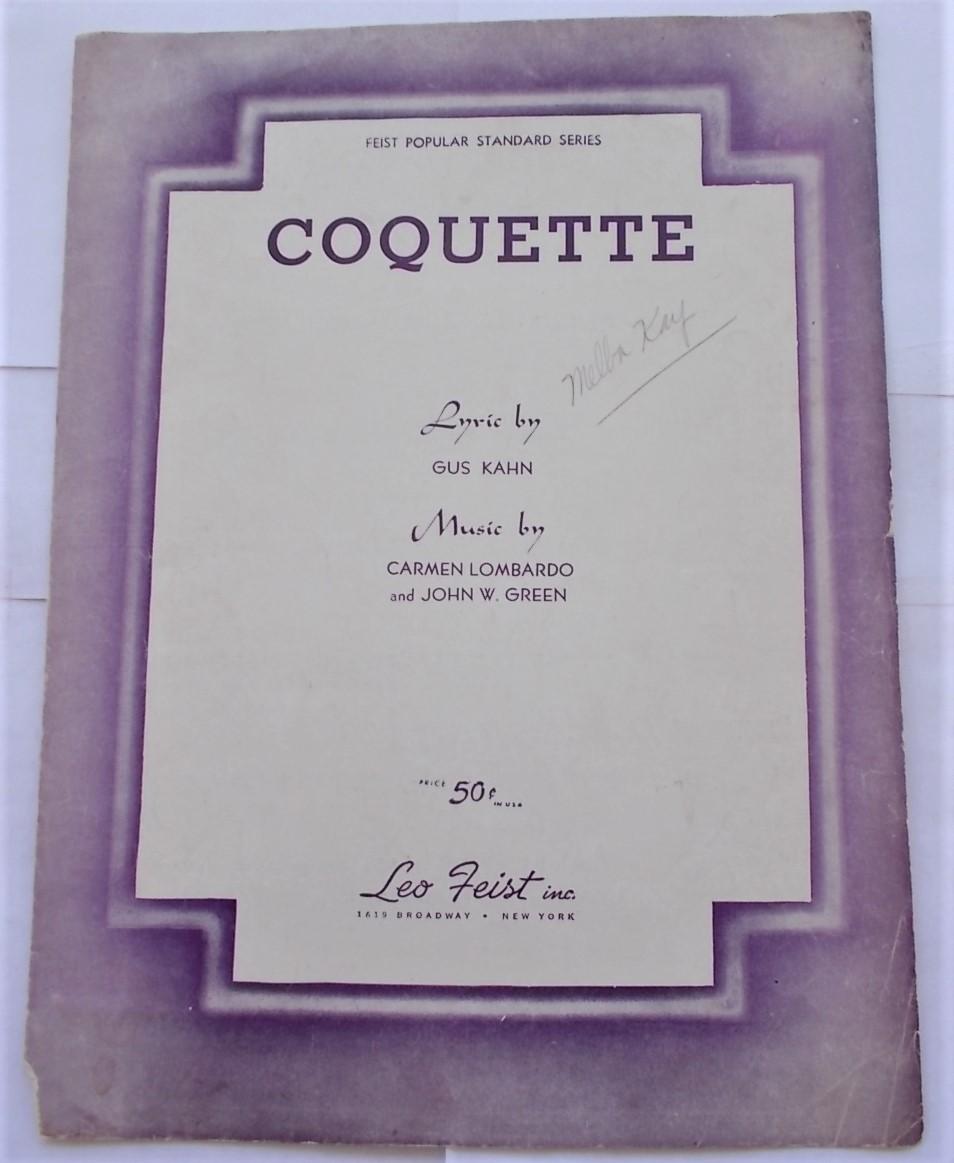 FEIST POPULAR STANDARD SERIES
COQUETTE
Melba Kay
Lyric by
GUS KAHN
Music by
CARMEN LOMBARDO
and JOHN W. GREEN
PRICE 50¢ IN USA
Leo Feist inc.
1619 BROADWAY • NEW YORK